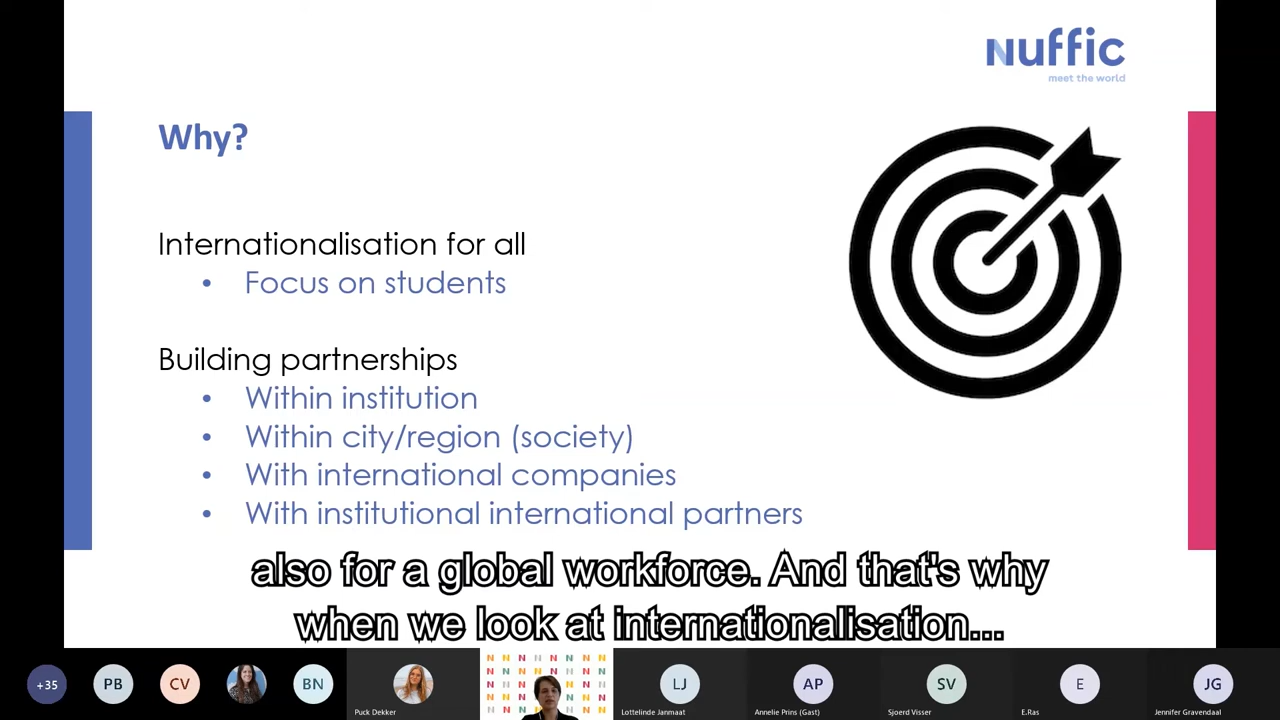 Nuffic
meet the world
Why?
Internationalisation for all
• Focus on students
Building partnerships
• Within institution
• Within city/region (society)
• With international companies
• With institutional international partners
also for a global workforce. And that's why
when we look at internationalisation...
+35
PB
CV
BN
Puck Dekker
LJ
Lottelinde Janmaat
AP
Annelie Prins (Gast)
SV
Sjoerd Visser
E
E.Ras
JG
Jennifer Gravendaal